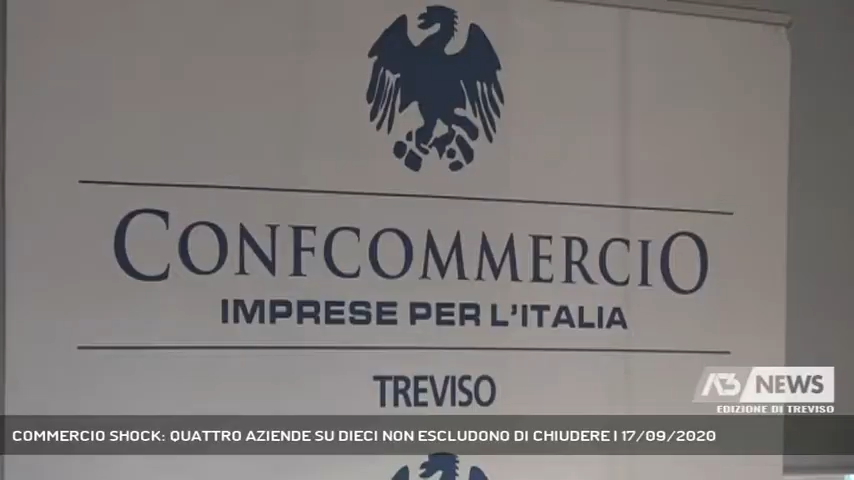 CONFCOMMERCIO
IMPRESE PER L'ITALIA
TREVISO
A3 NEWS
EDIZIONE DI TREVISO
COMMERCIO SHOCK: QUATTRO AZIENDE SU DIECI NON ESCLUDONO DI CHIUDERE | 17/09/2020